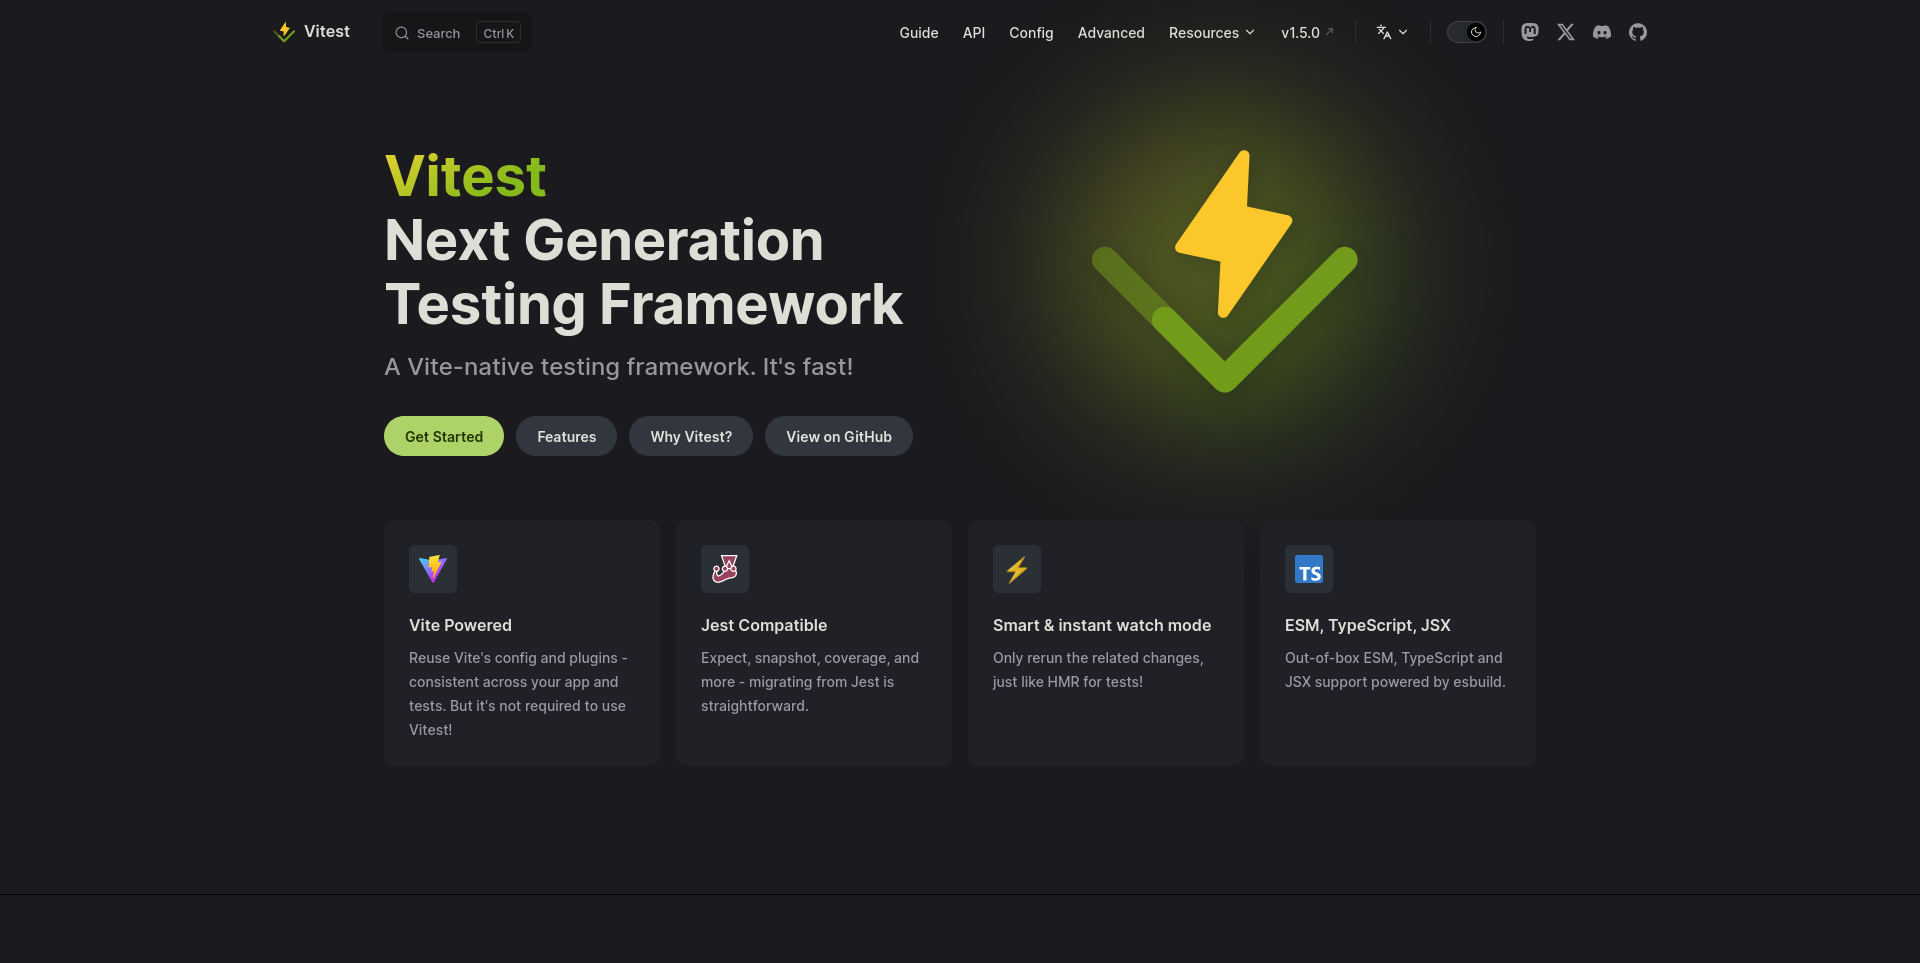 Vitest
Search
Ctrl K
Guide
API
Config
Advanced
Resources
v1.5.0
Vitest
Next Generation
Testing Framework
A Vite-native testing framework. It's fast!
Get Started
Features
Why Vitest?
View on GitHub
Vite Powered
Reuse Vite's config and plugins -
consistent across your app and
tests. But it's not required to use
Vitest!
Jest Compatible
Expect, snapshot, coverage, and
more - migrating from Jest is
straightforward.
Smart & instant watch mode
Only rerun the related changes,
just like HMR for tests!
TS
ESM, TypeScript, JSX
Out-of-box ESM, TypeScript and
JSX support powered by esbuild.